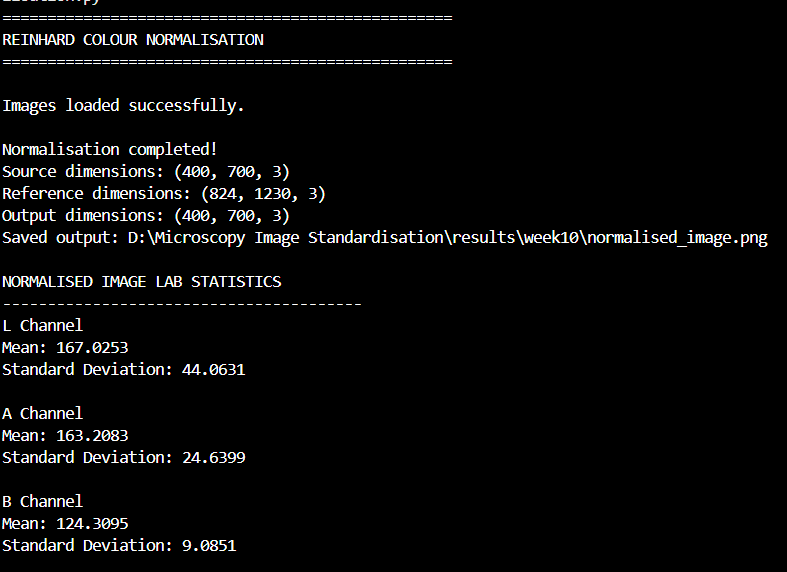 ==================================================
REINHARD COLOUR NORMALISATION
==================================================
Images loaded successfully.
Normalisation completed!
Source dimensions: (400, 700, 3)
Reference dimensions: (824, 1230, 3)
Output dimensions: (400, 700, 3)
Saved output: D:\Microscopy Image Standardisation\results\week10\normalised_image.png
NORMALISED IMAGE LAB STATISTICS
----------------------------------------
L Channel
Mean: 167.0253
Standard Deviation: 44.0631
A Channel
Mean: 163.2083
Standard Deviation: 24.6399
B Channel
Mean: 124.3095
Standard Deviation: 9.0851